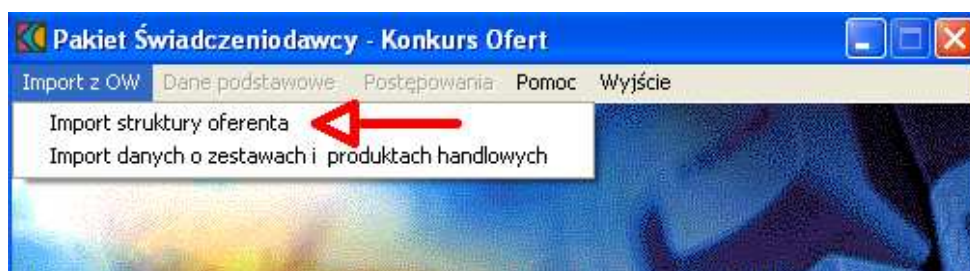 Pakiet Świadczeniodawcy - Konkurs Ofert
Import z OW Dane podstawowe Postępowania Pomoc Wyjście
Import struktury oferenta
Import danych o zestawach i produktach handlowych